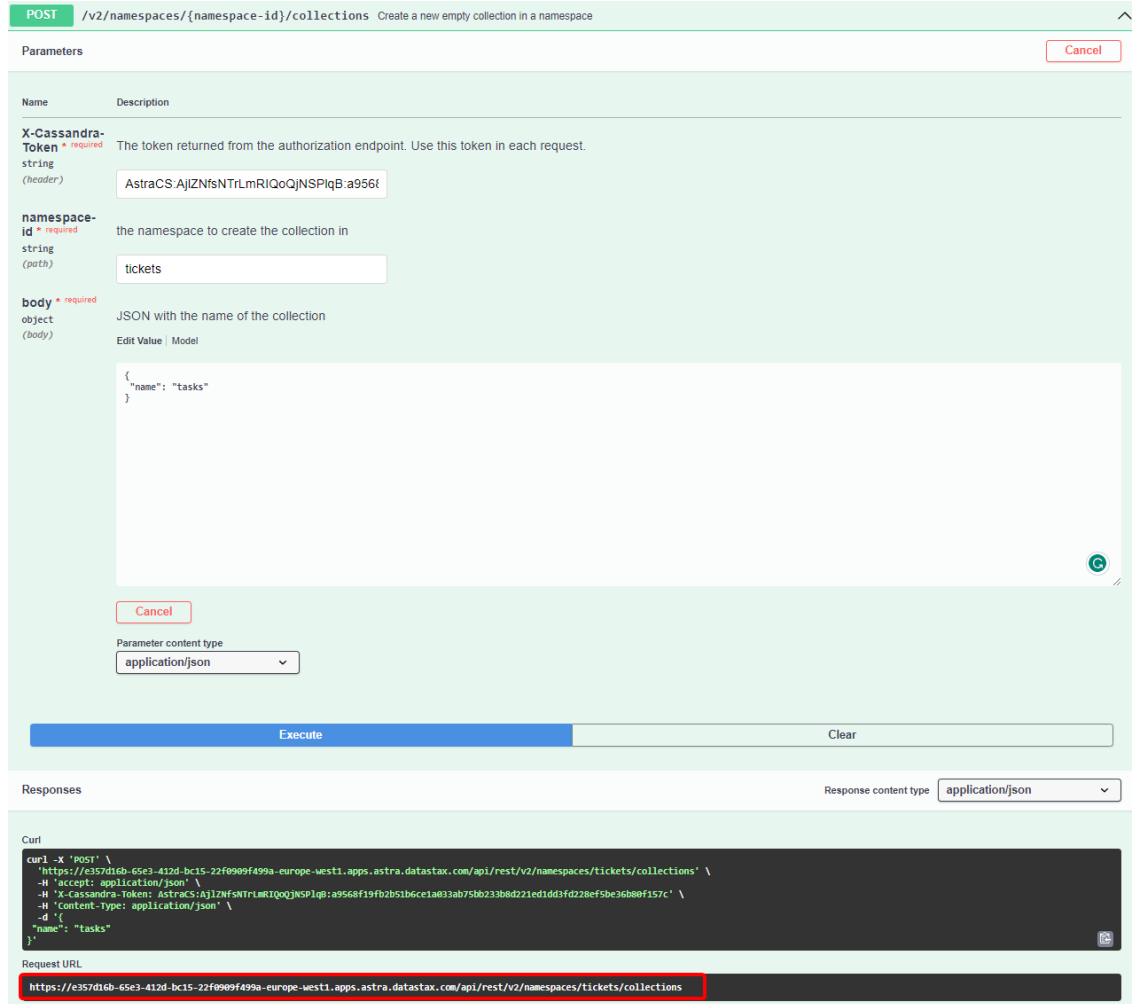 POST /v2/namespaces/{namespace-id}/collections Create a new empty collection in a namespace
Parameters
Cancel
Name Description
X-Cassandra-
Token * required
string
(header)
The token returned from the authorization endpoint. Use this token in each request.
AstraCS:AjlZNfsNTrLmRIQoQjNSPlqB:a9568
namespace-
id * required
string
(path)
the namespace to create the collection in
tickets
body * required
object
(body)
JSON with the name of the collection
Edit Value | Model
{
"name": "tasks"
}
Cancel
Parameter content type
application/json
Execute
Clear
Responses
Response content type application/json
Curl
curl -X 'POST' \
'https://e357d16b-65e3-412d-bc15-22f0909f499a-europe-west1.apps.astra.datastax.com/api/rest/v2/namespaces/tickets/collections' \
-H 'accept: application/json' \
-H 'X-Cassandra-Token: AstraCS:AjlZNfsNTrLmRIQoQjNSPlqB:a9568f19fb2b51b6ce1a033ab75bb233b8d221ed1dd3fd228ef5be36b80f157c' \
-H 'Content-Type: application/json' \
-d '{
"name": "tasks"
}'
Request URL
https://e357d16b-65e3-412d-bc15-22f0909f499a-europe-west1.apps.astra.datastax.com/api/rest/v2/namespaces/tickets/collections